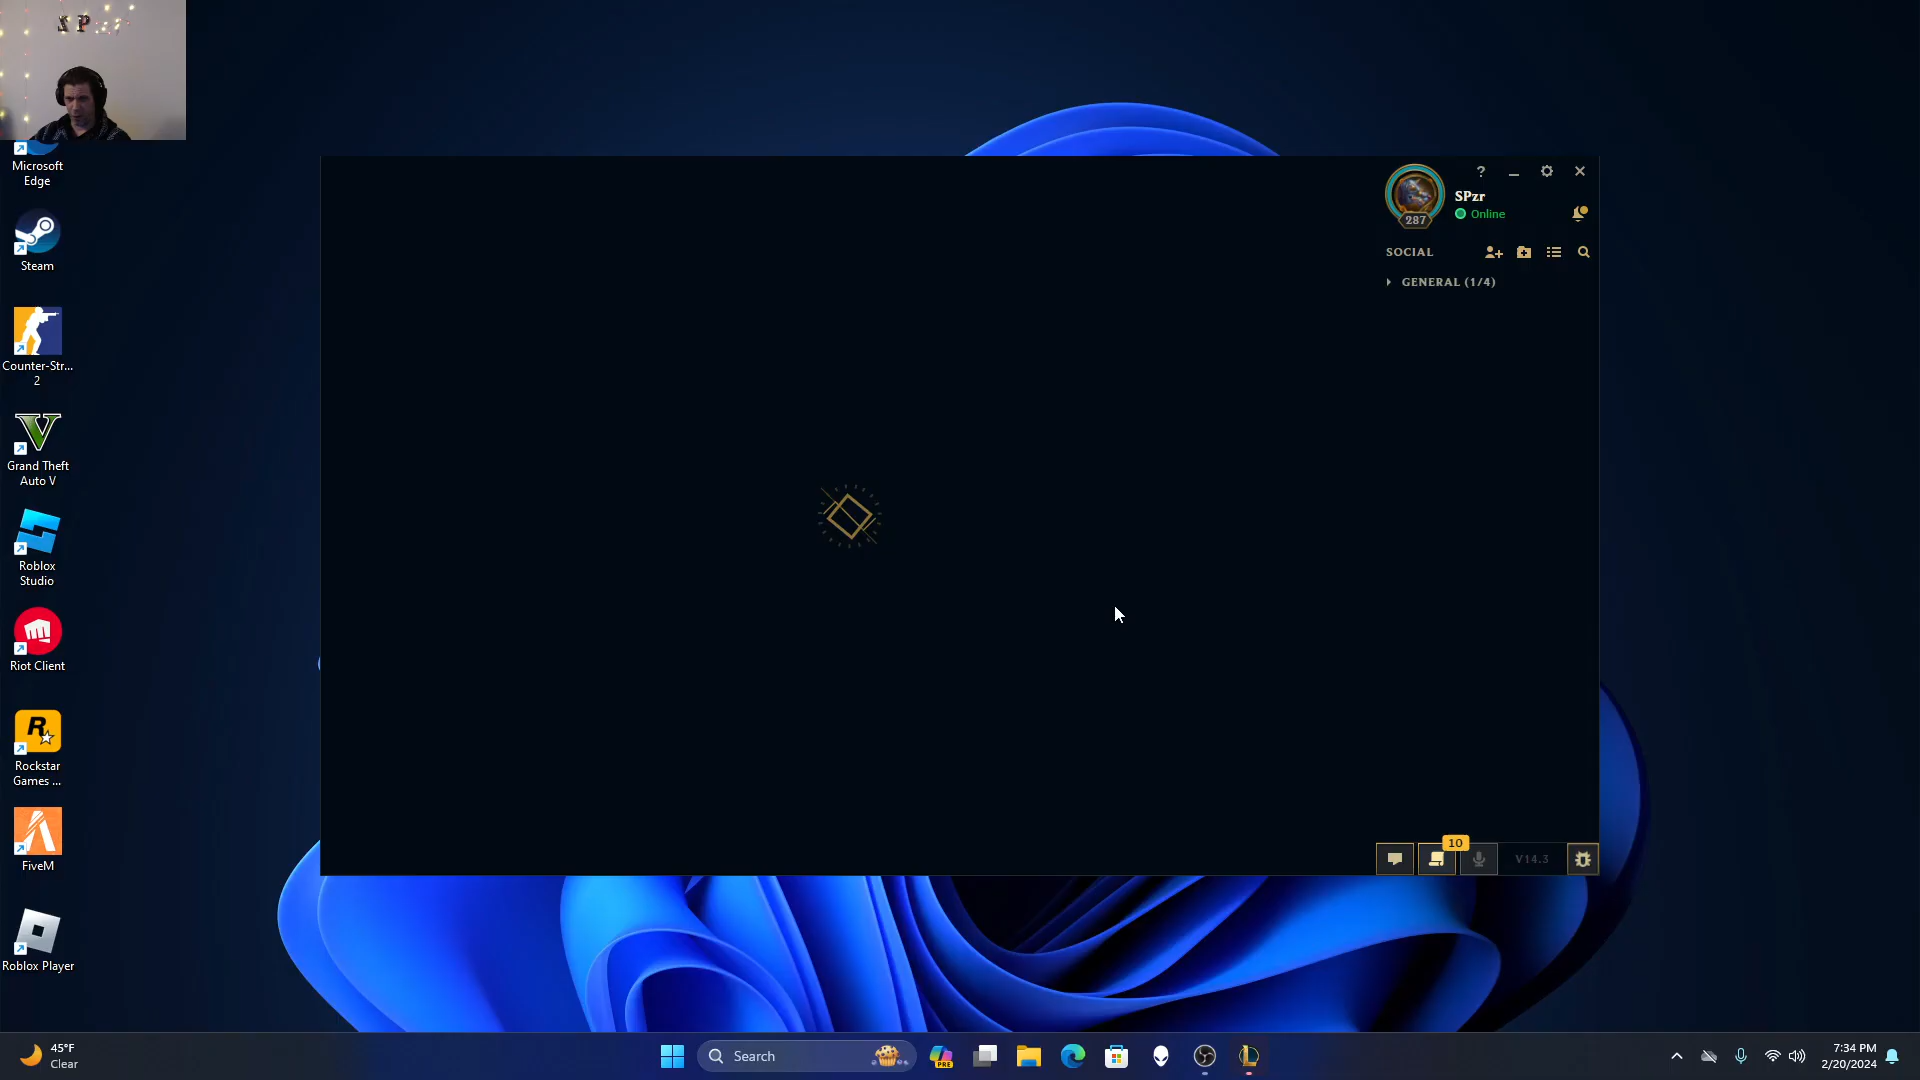 S P z r
Microsoft
Edge
Steam
Counter-Str...
2
Grand Theft
Auto V
Roblox
Studio
Riot Client
Rockstar
Games ...
FiveM
Roblox Player
?
SPzr
287
Online
SOCIAL
GENERAL (1/4)
10
V14.3
45°F
Clear
Search
PRE
7:34 PM
2/20/2024